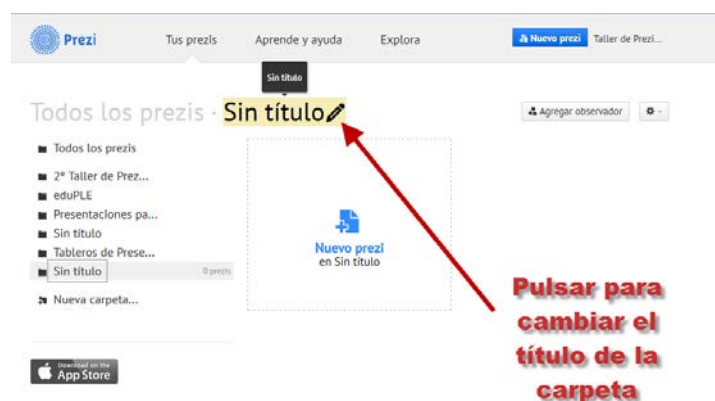 Prezi Tus prezis Aprende y ayuda Explora Nuevo prezi Taller de Prezi...
Sin título
Todos los prezis · Sin título
Agregar observador
Todos los prezis
2º Taller de Prez...
eduPLE
Presentaciones pa...
Sin título
Tableros de Prese...
Sin título 0 prezis
Nueva carpeta...
Nuevo prezi
en Sin título
Pulsar para
cambiar el
título de la
carpeta
Download on the
App Store